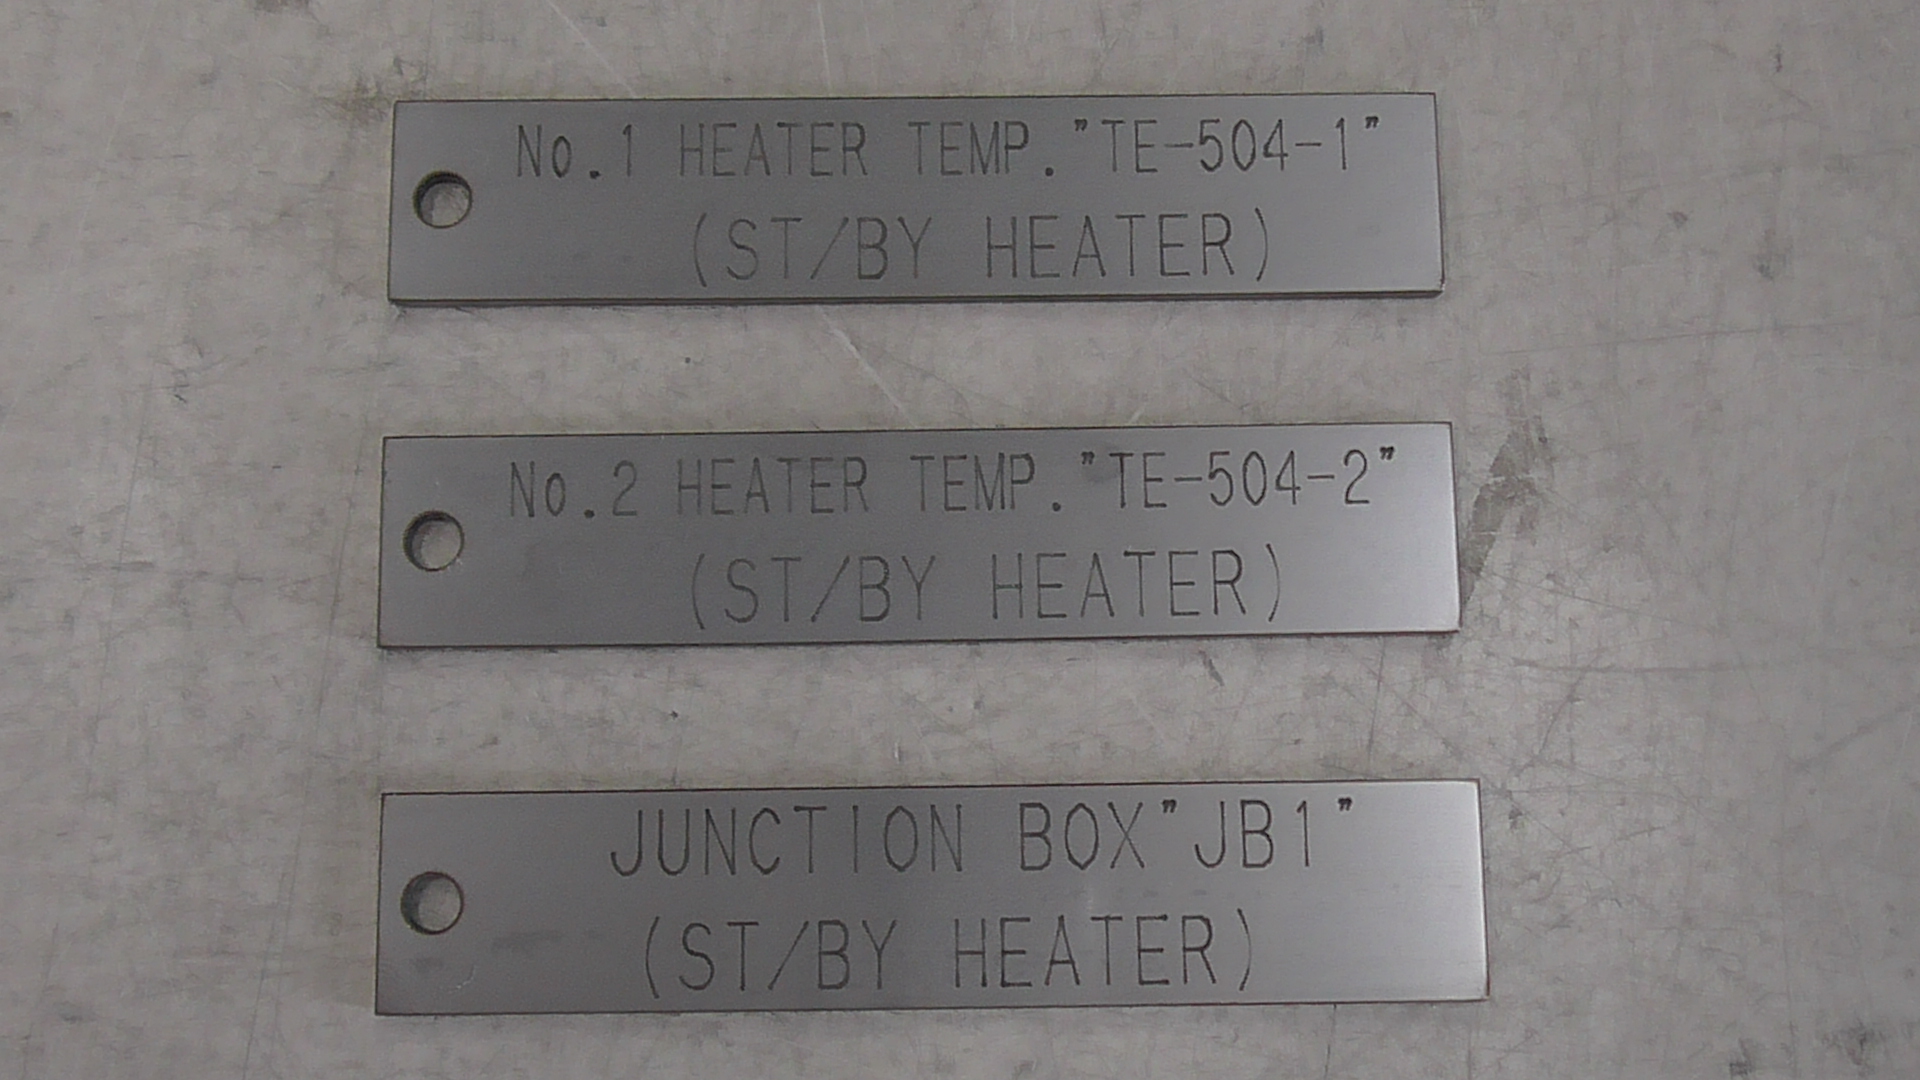 No.1 HEATER TEMP."TE-504-1"
(ST/BY HEATER)
No.2 HEATER TEMP."TE-504-2"
(ST/BY HEATER)
JUNCTION BOX"JB1"
(ST/BY HEATER)